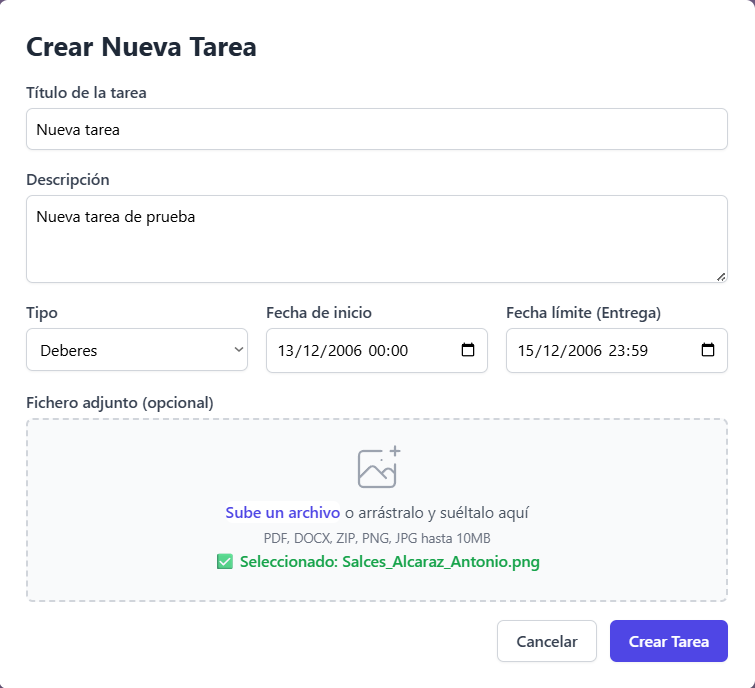 Crear Nueva Tarea
Título de la tarea
Nueva tarea
Descripción
Nueva tarea de prueba
Tipo
Fecha de inicio
Fecha límite (Entrega)
Deberes
13/12/2006 00:00
15/12/2006 23:59
Fichero adjunto (opcional)
Sube un archivo o arrástralo y suéltalo aquí
PDF, DOCX, ZIP, PNG, JPG hasta 10MB
✅ Seleccionado: Salces_Alcaraz_Antonio.png
Cancelar
Crear Tarea